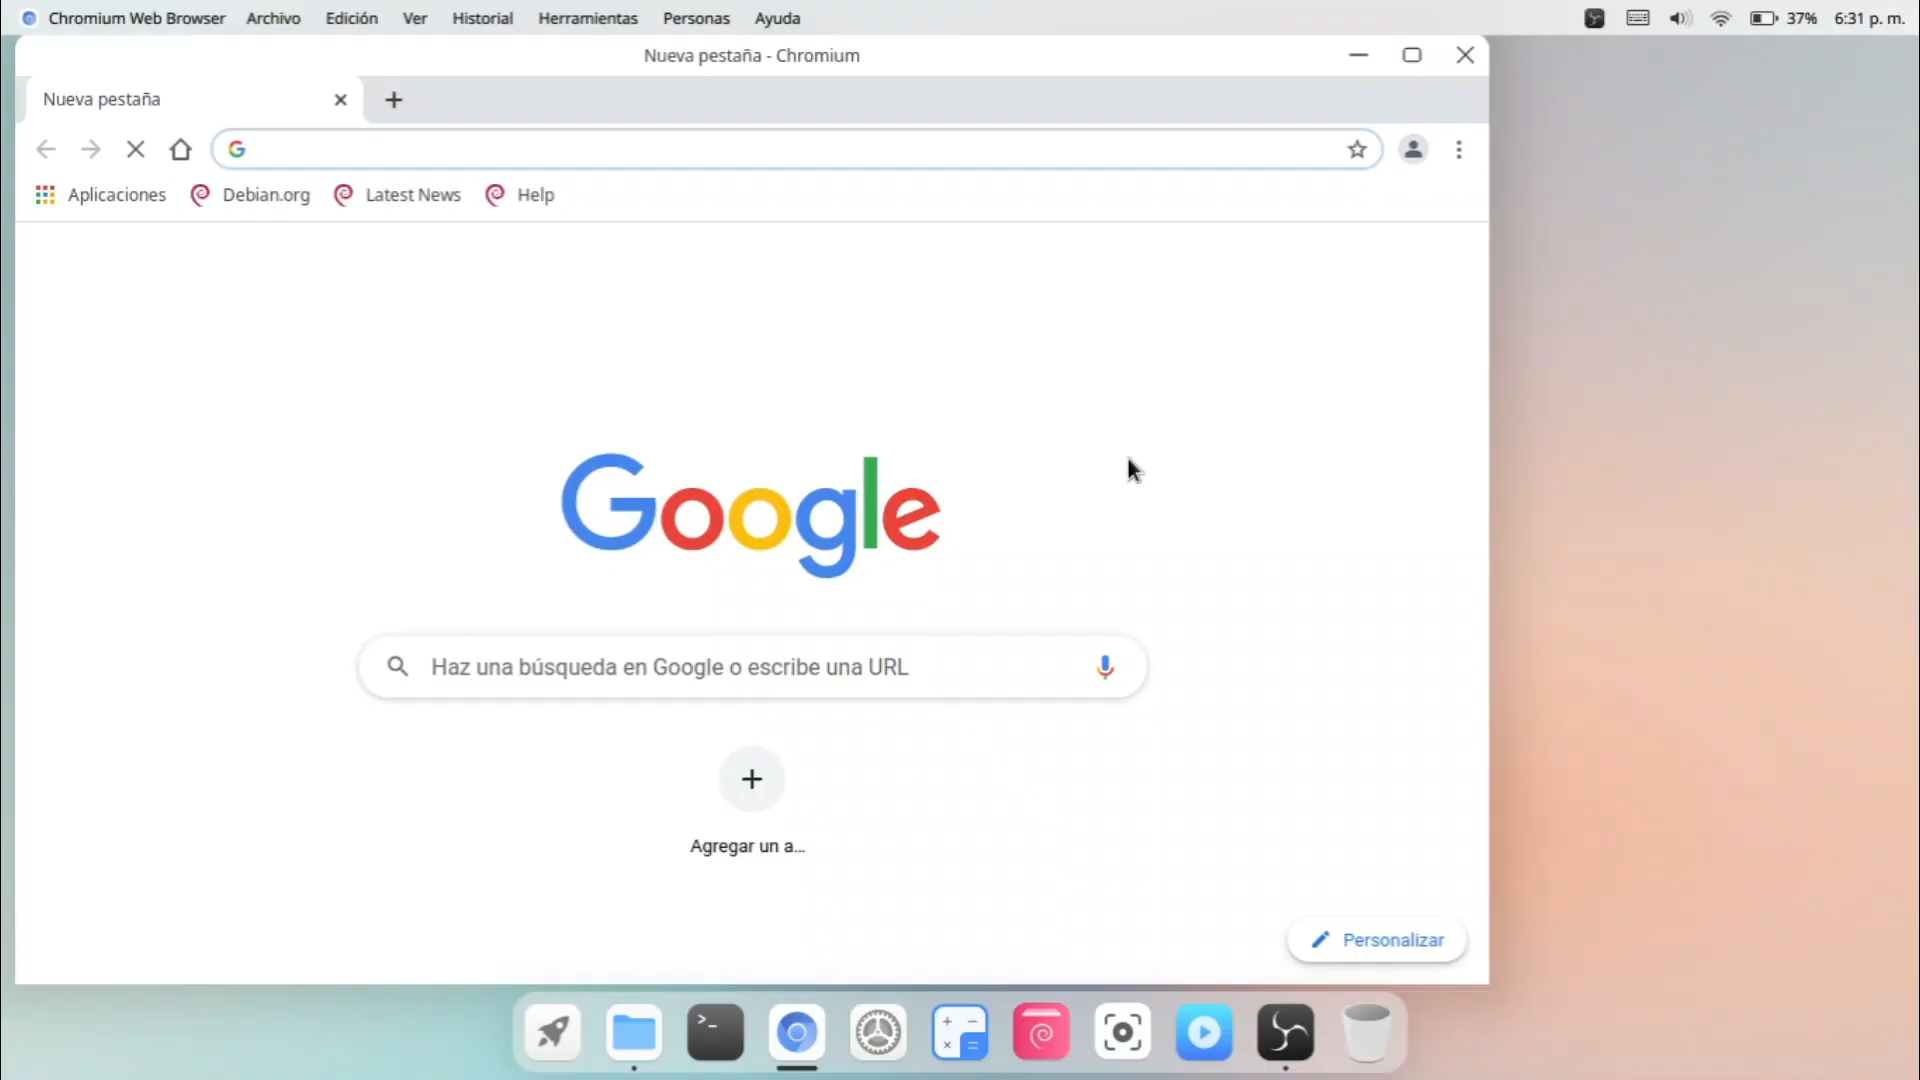 Chromium Web Browser Archivo Edición Ver Historial Herramientas Personas Ayuda 37% 6:31 p. m.
Nueva pestaña - Chromium
Nueva pestaña
Aplicaciones Debian.org Latest News Help
Google
Haz una búsqueda en Google o escribe una URL
Agregar un a...
Personalizar